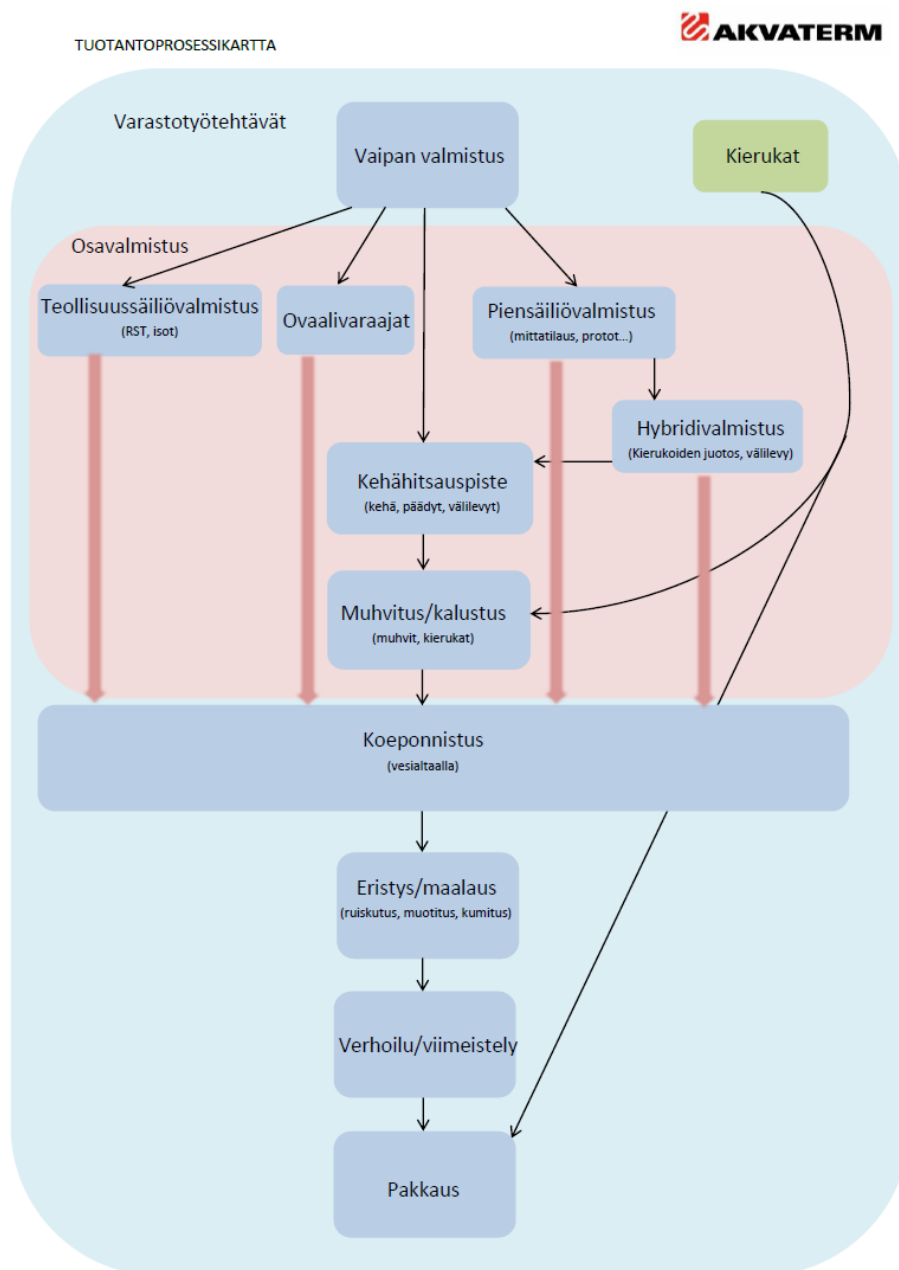 TUOTANTOPROSESSIKARTTA
AKVATERM
Varastotyötehtävät
Vaipan valmistus
Kierukat
Osavalmistus
Teollisuussäiliövalmistus
(RST, isot)
Ovaalivaraajat
Piensäiliövalmistus
(mittatilaus, protot...)
Hybridivalmistus
(Kierukoiden juotos, välilevy)
Kehähitsauspiste
(kehä, päädyt, välilevyt)
Muhvitus/kalustus
(muhvit, kierukat)
Koeponnistus
(vesialtaalla)
Eristys/maalaus
(ruiskutus, muotitus, kumitus)
Verhoilu/viimeistely
Pakkaus